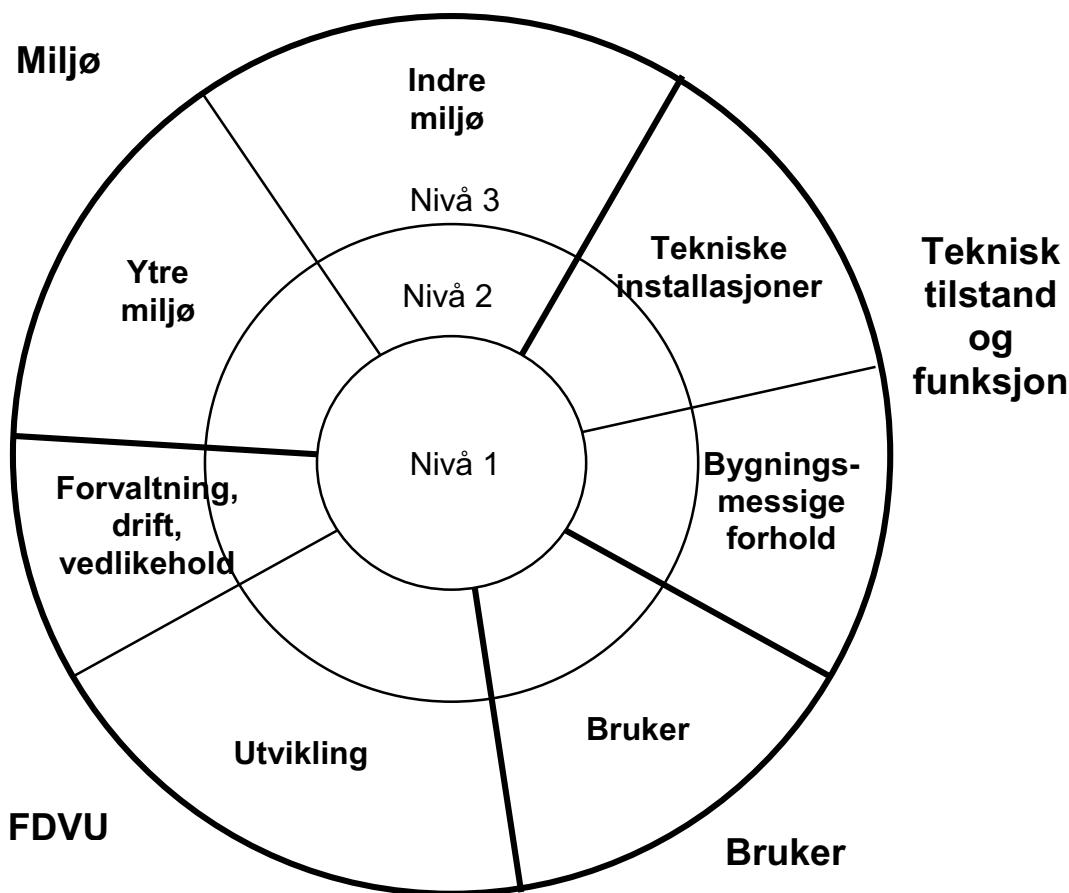 Miljø
Indre
miljø
Nivå 3
Ytre
miljø
Nivå 2
Tekniske
installasjoner
Teknisk
tilstand
og
funksjon
Nivå 1
Bygnings-
messige
forhold
Forvaltning,
drift,
vedlikehold
Utvikling
Bruker
FDVU
Bruker